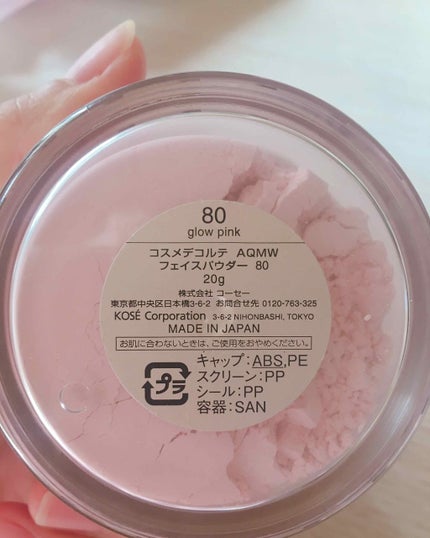 80
glow pink
コスメデコルテ AQMW
フェイスパウダー 80
20g
株式会社 コーセー
東京都中央区日本橋3-6-2 お問合せ先 0120-763-325
KOSÉ Corporation 3-6-2 NIHONBASHI, TOKYO
MADE IN JAPAN
お肌に合わないときは、ご使用をおやめください。
キャップ:ABS,PE
スクリーン:PP
シール:PP
容器:SAN
プラ